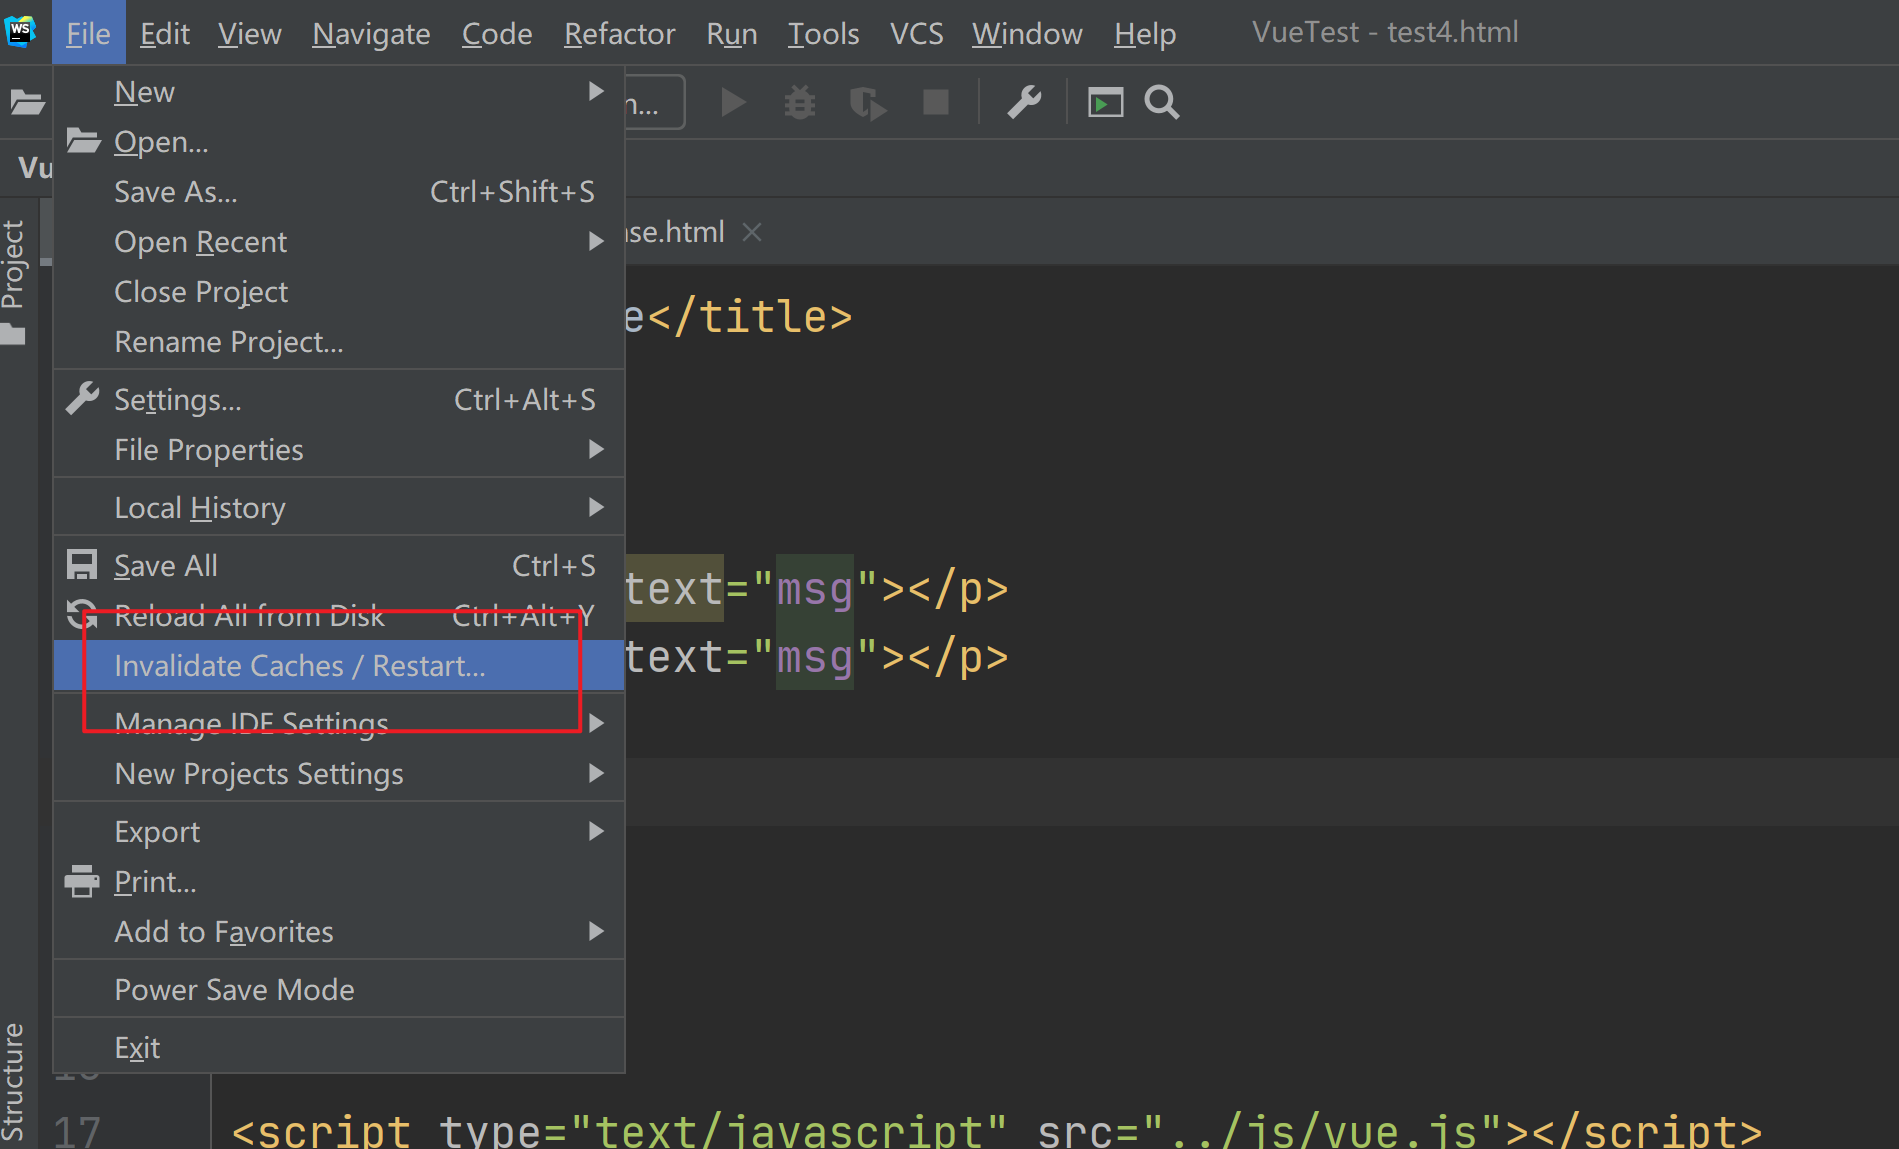 WS File Edit View Navigate Code Refactor Run Tools VCS Window Help VueTest - test4.html
New
Open...
Save As... Ctrl+Shift+S
Open Recent
Close Project
Rename Project...
Settings... Ctrl+Alt+S
File Properties
Local History
Save All Ctrl+S
Reload All from Disk Ctrl+Alt+Y
Invalidate Caches / Restart...
Manage IDE Settings
New Projects Settings
Export
Print...
Add to Favorites
Power Save Mode
Exit
n...
Vu
Project
Structure
ase.html
e</title>
text="msg"></p>
text="msg"></p>
17 <script type="text/javascript" src="../js/vue.js"></script>